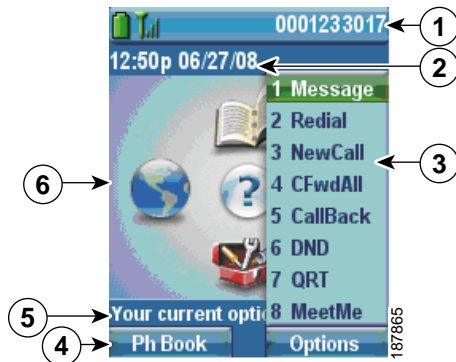 0001233017
1
12:50p 06/27/08
2
1 Message
2 Redial
3 NewCall
3
4 CFwdAll
6
5 CallBack
6 DND
7 QRT
8 MeetMe
5
Your current optio
4
Ph Book
Options
187865